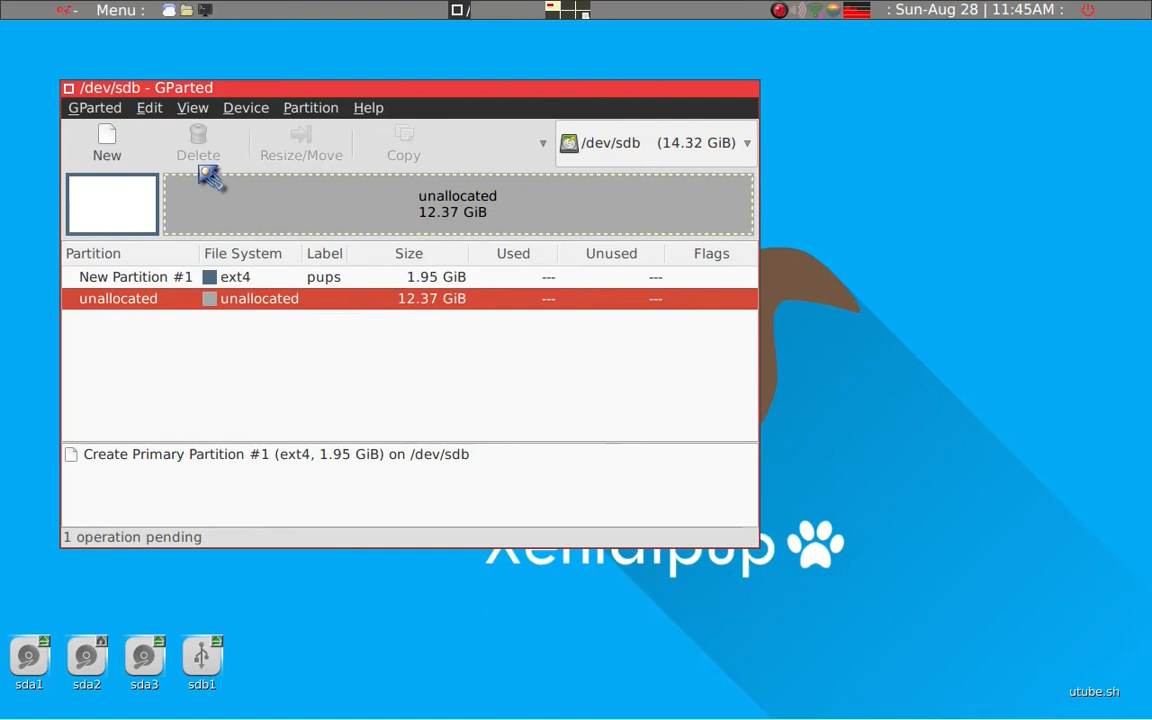 Menu :
/
: Sun-Aug 28 | 11:45AM :
/dev/sdb - GParted
GParted Edit View Device Partition Help
New Delete Resize/Move Copy /dev/sdb (14.32 GiB)
unallocated
12.37 GiB
Partition File System Label Size Used Unused Flags
New Partition #1 ext4 pups 1.95 GiB --- ---
unallocated unallocated 12.37 GiB --- ---
Create Primary Partition #1 (ext4, 1.95 GiB) on /dev/sdb
1 operation pending
Xenialpup
sda1 sda2 sda3 sdb1
utube.sh